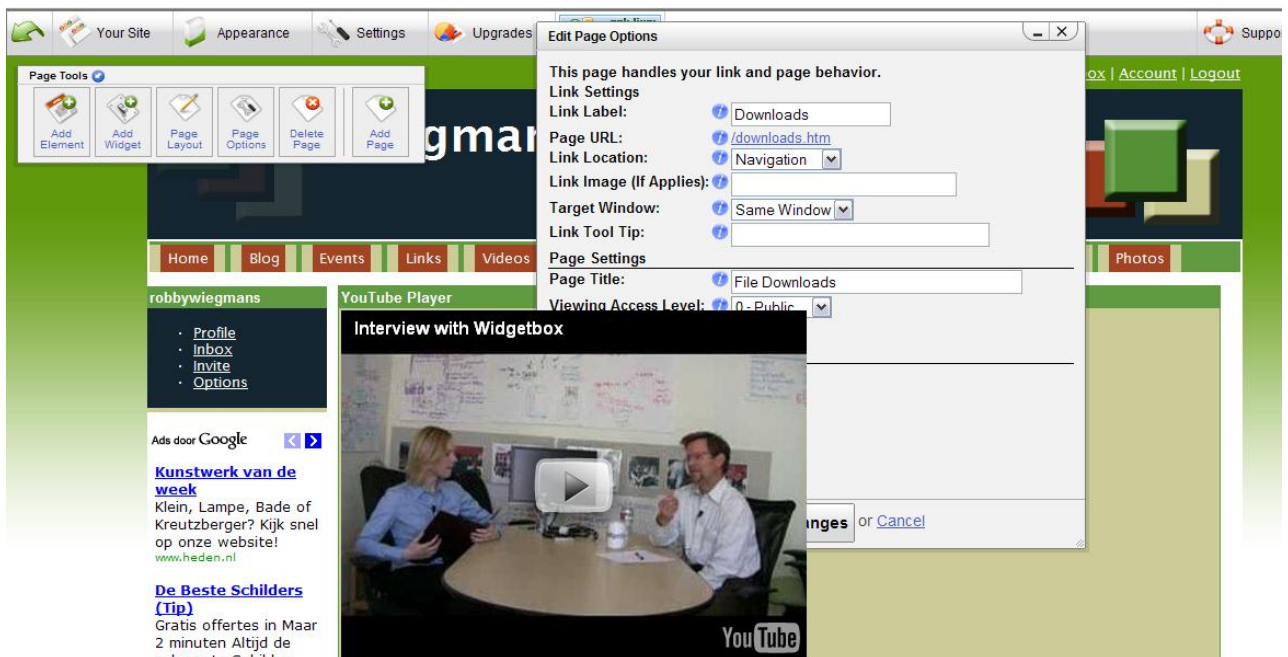 Your Site
Appearance
Settings
Upgrades
Edit Page Options
Page Tools
Add Element
Add Widget
Page Layout
Page Options
Delete Page
Add Page
Account | Logout
This page handles your link and page behavior.
Link Settings
Link Label: Downloads
Page URL: /downloads.htm
Link Location: Navigation
Link Image (If Applies):
Target Window: Same Window
Link Tool Tip:
Page Settings
Page Title: File Downloads
Viewing Access Level: 0 - Public
Home
Blog
Events
Links
Videos
Photos
robbywiegmans
· Profile
· Inbox
· Invite
· Options
Ads door Google
Kunstwerk van de
week
Klein, Lampe, Bade of
Kreutzberger? Kijk snel
op onze website!
www.heden.nl
De Beste Schilders
(Tip)
Gratis offertes in Maar
2 minuten Altijd de
YouTube Player
Interview with Widgetbox
YouTube
or Cancel